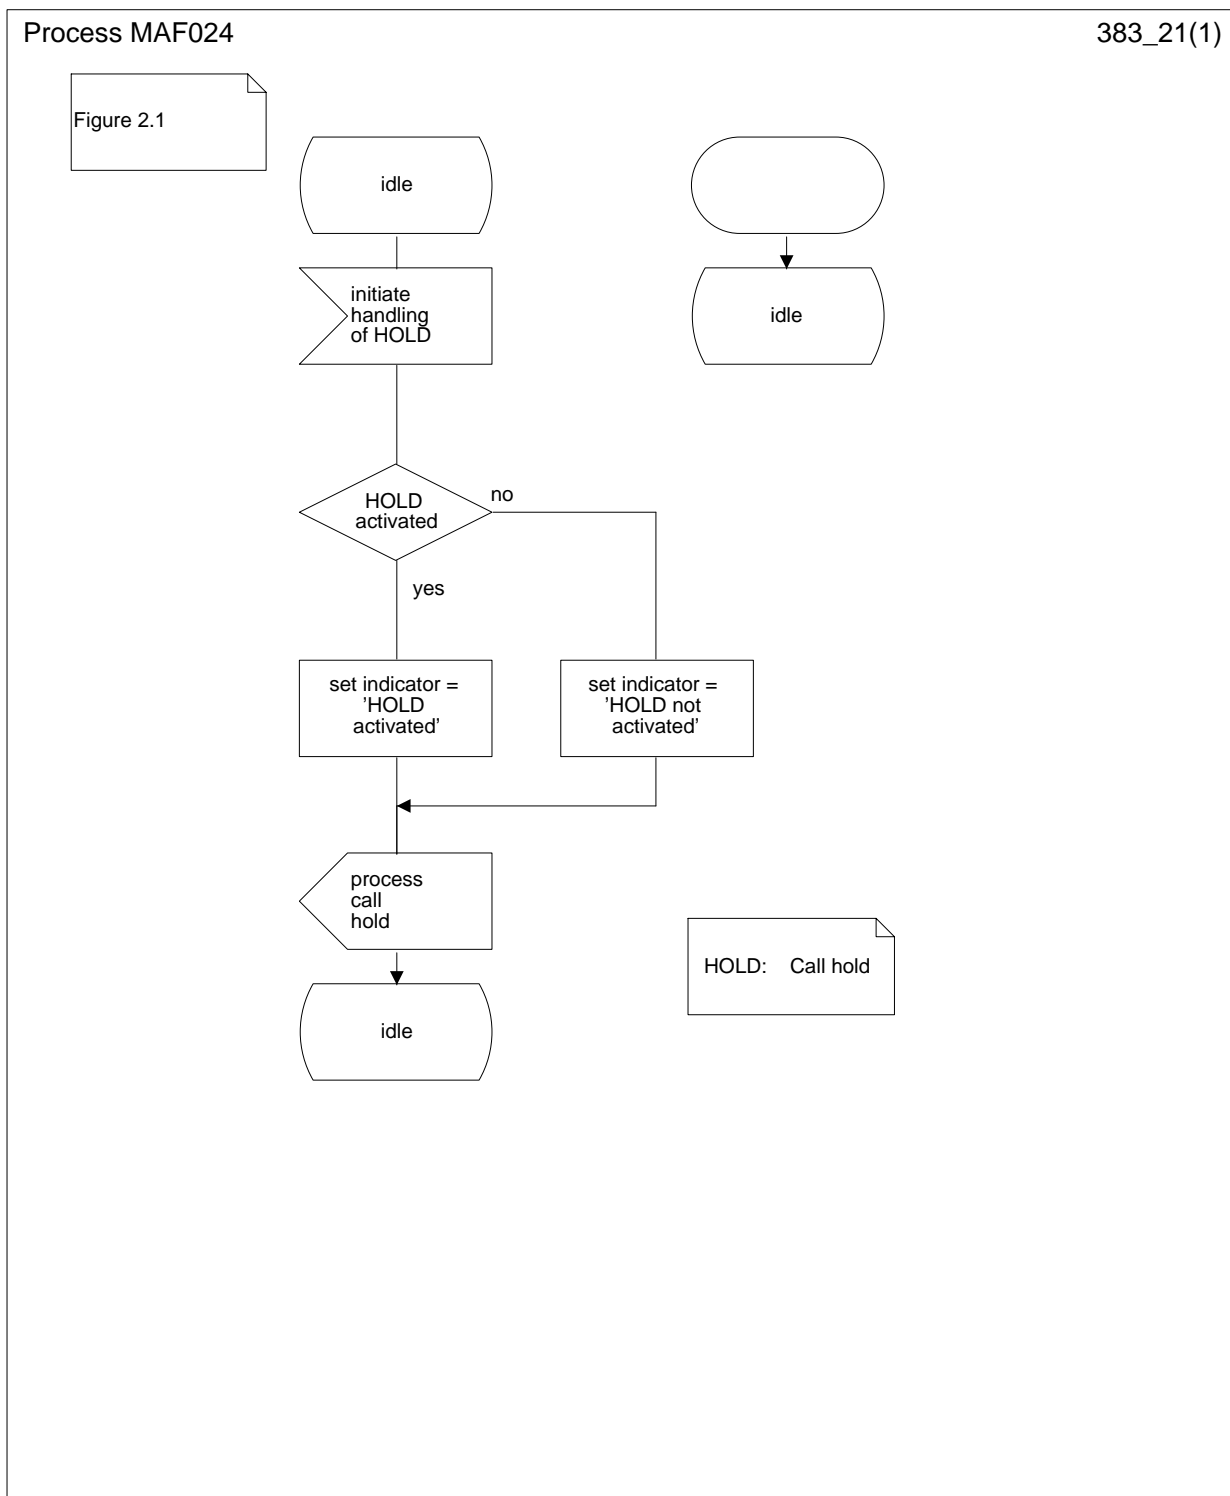 Process MAF024
383_21(1)
Figure 2.1
idle
initiate
handling
of HOLD
idle
HOLD
activated
no
yes
set indicator =
'HOLD
activated'
set indicator =
'HOLD not
activated'
process
call
hold
HOLD: Call hold
idle